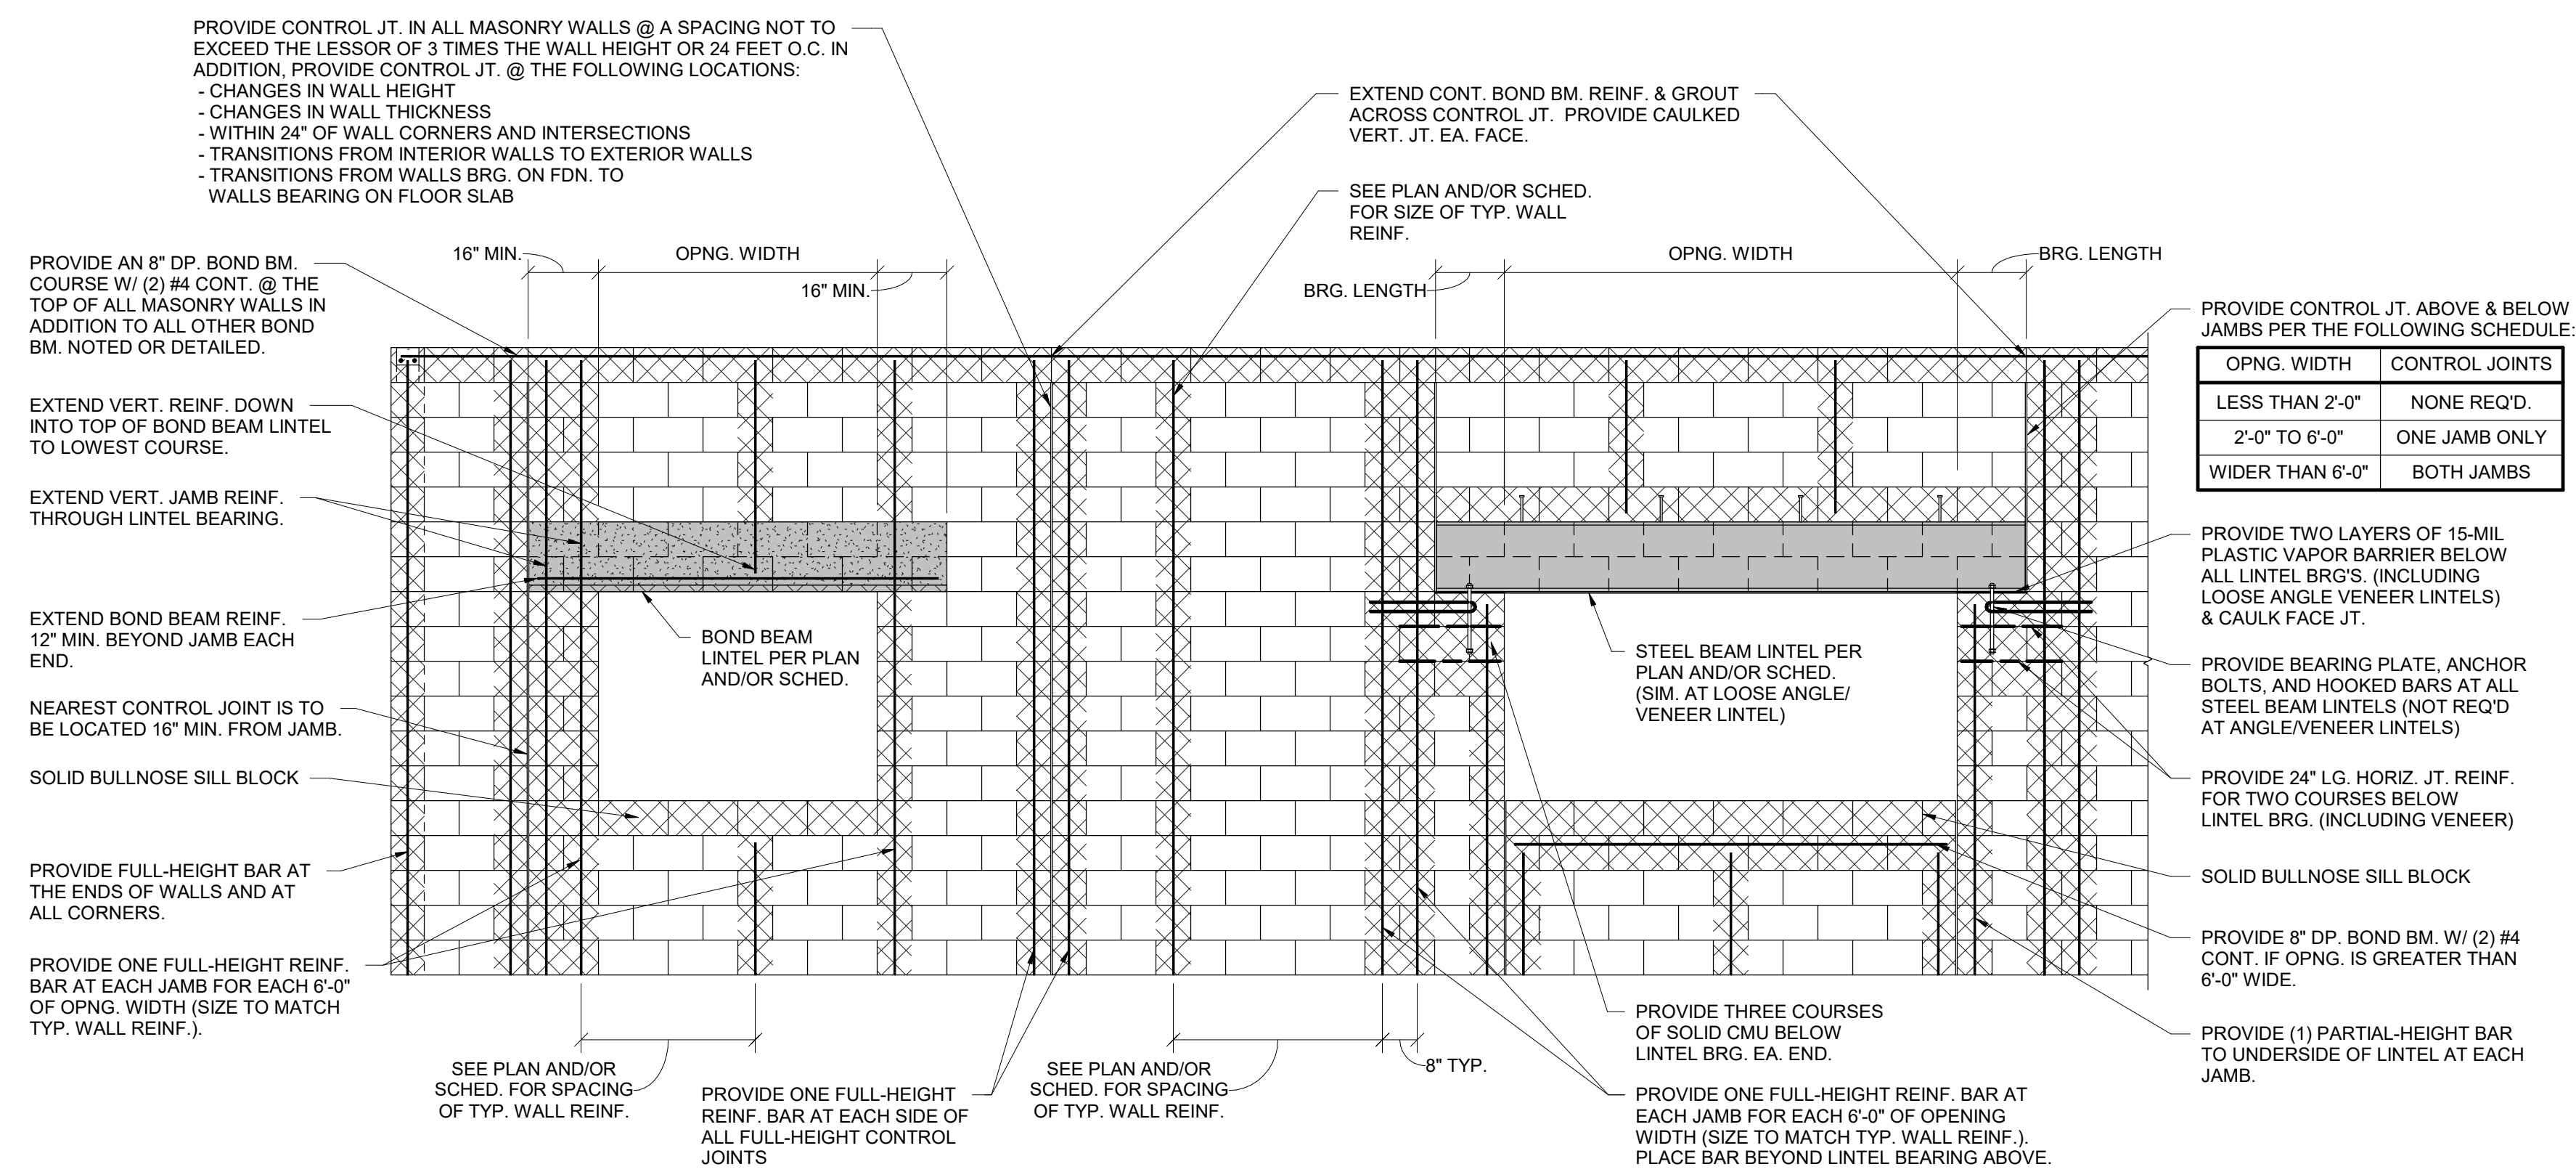 PROVIDE CONTROL JT. IN ALL MASONRY WALLS @ A SPACING NOT TO
EXCEED THE LESSOR OF 3 TIMES THE WALL HEIGHT OR 24 FEET O.C. IN
ADDITION, PROVIDE CONTROL JT. @ THE FOLLOWING LOCATIONS:
- CHANGES IN WALL HEIGHT
- CHANGES IN WALL THICKNESS
- WITHIN 24" OF WALL CORNERS AND INTERSECTIONS
- TRANSITIONS FROM INTERIOR WALLS TO EXTERIOR WALLS
- TRANSITIONS FROM WALLS BRG. ON FDN. TO
WALLS BEARING ON FLOOR SLAB
EXTEND CONT. BOND BM. REINF. & GROUT
ACROSS CONTROL JT. PROVIDE CAULKED
VERT. JT. EA. FACE.
SEE PLAN AND/OR SCHED.
FOR SIZE OF TYP. WALL
REINF.
16" MIN.
OPNG. WIDTH
16" MIN.
OPNG. WIDTH
BRG. LENGTH
BRG. LENGTH
PROVIDE AN 8" DP. BOND BM.
COURSE W/ (2) #4 CONT. @ THE
TOP OF ALL MASONRY WALLS IN
ADDITION TO ALL OTHER BOND
BM. NOTED OR DETAILED.
EXTEND VERT. REINF. DOWN
INTO TOP OF BOND BEAM LINTEL
TO LOWEST COURSE.
EXTEND VERT. JAMB REINF.
THROUGH LINTEL BEARING.
EXTEND BOND BEAM REINF.
12" MIN. BEYOND JAMB EACH
END.
NEAREST CONTROL JOINT IS TO
BE LOCATED 16" MIN. FROM JAMB.
SOLID BULLNOSE SILL BLOCK
PROVIDE FULL-HEIGHT BAR AT
THE ENDS OF WALLS AND AT
ALL CORNERS.
PROVIDE ONE FULL-HEIGHT REINF.
BAR AT EACH JAMB FOR EACH 6'-0"
OF OPNG. WIDTH (SIZE TO MATCH
TYP. WALL REINF.).
BOND BEAM
LINTEL PER PLAN
AND/OR SCHED.
STEEL BEAM LINTEL PER
PLAN AND/OR SCHED.
(SIM. AT LOOSE ANGLE/
VENEER LINTEL)
PROVIDE CONTROL JT. ABOVE & BELOW
JAMBS PER THE FOLLOWING SCHEDULE:
OPNG. WIDTH CONTROL JOINTS
LESS THAN 2'-0" NONE REQ'D.
2'-0" TO 6'-0" ONE JAMB ONLY
WIDER THAN 6'-0" BOTH JAMBS
PROVIDE TWO LAYERS OF 15-MIL
PLASTIC VAPOR BARRIER BELOW
ALL LINTEL BRG'S. (INCLUDING
LOOSE ANGLE VENEER LINTELS)
& CAULK FACE JT.
PROVIDE BEARING PLATE, ANCHOR
BOLTS, AND HOOKED BARS AT ALL
STEEL BEAM LINTELS (NOT REQ'D
AT ANGLE/VENEER LINTELS)
PROVIDE 24" LG. HORIZ. JT. REINF.
FOR TWO COURSES BELOW
LINTEL BRG. (INCLUDING VENEER)
SOLID BULLNOSE SILL BLOCK
PROVIDE 8" DP. BOND BM. W/ (2) #4
CONT. IF OPNG. IS GREATER THAN
6'-0" WIDE.
PROVIDE (1) PARTIAL-HEIGHT BAR
TO UNDERSIDE OF LINTEL AT EACH
JAMB.
SEE PLAN AND/OR
SCHED. FOR SPACING
OF TYP. WALL REINF.
PROVIDE ONE FULL-HEIGHT
REINF. BAR AT EACH SIDE OF
ALL FULL-HEIGHT CONTROL
JOINTS
SEE PLAN AND/OR
SCHED. FOR SPACING
OF TYP. WALL REINF.
8" TYP.
PROVIDE THREE COURSES
OF SOLID CMU BELOW
LINTEL BRG. EA. END.
PROVIDE ONE FULL-HEIGHT REINF. BAR AT
EACH JAMB FOR EACH 6'-0" OF OPENING
WIDTH (SIZE TO MATCH TYP. WALL REINF.).
PLACE BAR BEYOND LINTEL BEARING ABOVE.